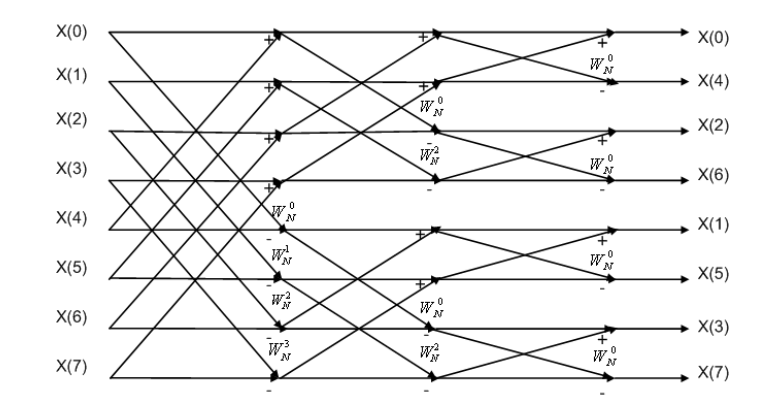 X(0) + + + X(0)
W_N^0
X(1) + + - X(4)
W_N^0
X(2) + - + X(2)
W_N^2 W_N^0
X(3) + - - X(6)
W_N^0
X(4) - + + X(1)
W_N^1 W_N^0
X(5) - + - X(5)
W_N^2 W_N^0
X(6) - - + X(3)
W_N^3 W_N^2 W_N^0
X(7) - - - X(7)